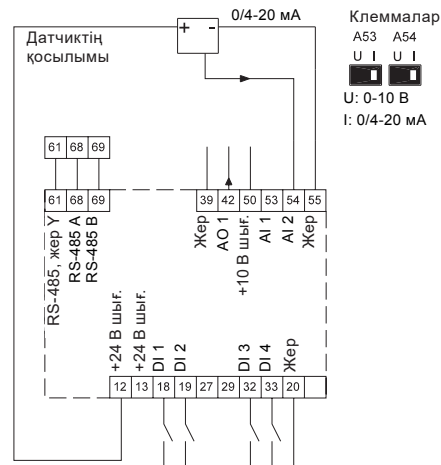 0/4-20 мА
Клеммалар
A53 A54
U I U I
U: 0-10 В
I: 0/4-20 мА
Датчиктің
қосылымы
+ -
61 68 69
61 68 69
39 42 50 53 54 55
RS-485, жер Y
RS-485 A
RS-485 B
Жер
AO 1
+10 В шығ.
AI 1
AI 2
Жер
+24 В шығ.
+24 В шығ.
DI 1
DI 2
DI 3
DI 4
Жер
12 13 18 19 27 29 32 33 20
130BB441.12